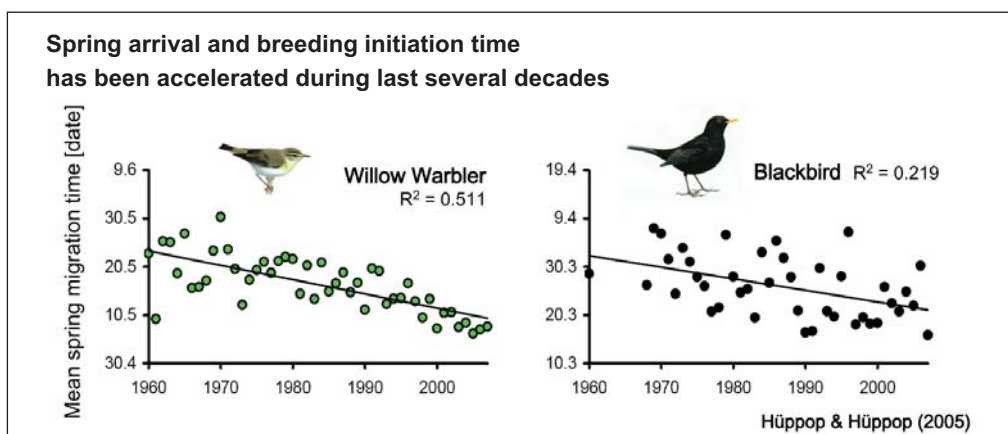 Spring arrival and breeding initiation time
has been accelerated during last several decades
Mean spring migration time [date]
Willow Warbler
R² = 0.511
9.6
30.5
20.5
10.5
30.4
1960 1970 1980 1990 2000
Blackbird R² = 0.219
19.4
9.4
30.3
20.3
10.3
1960 1970 1980 1990 2000
Hüppop & Hüppop (2005)